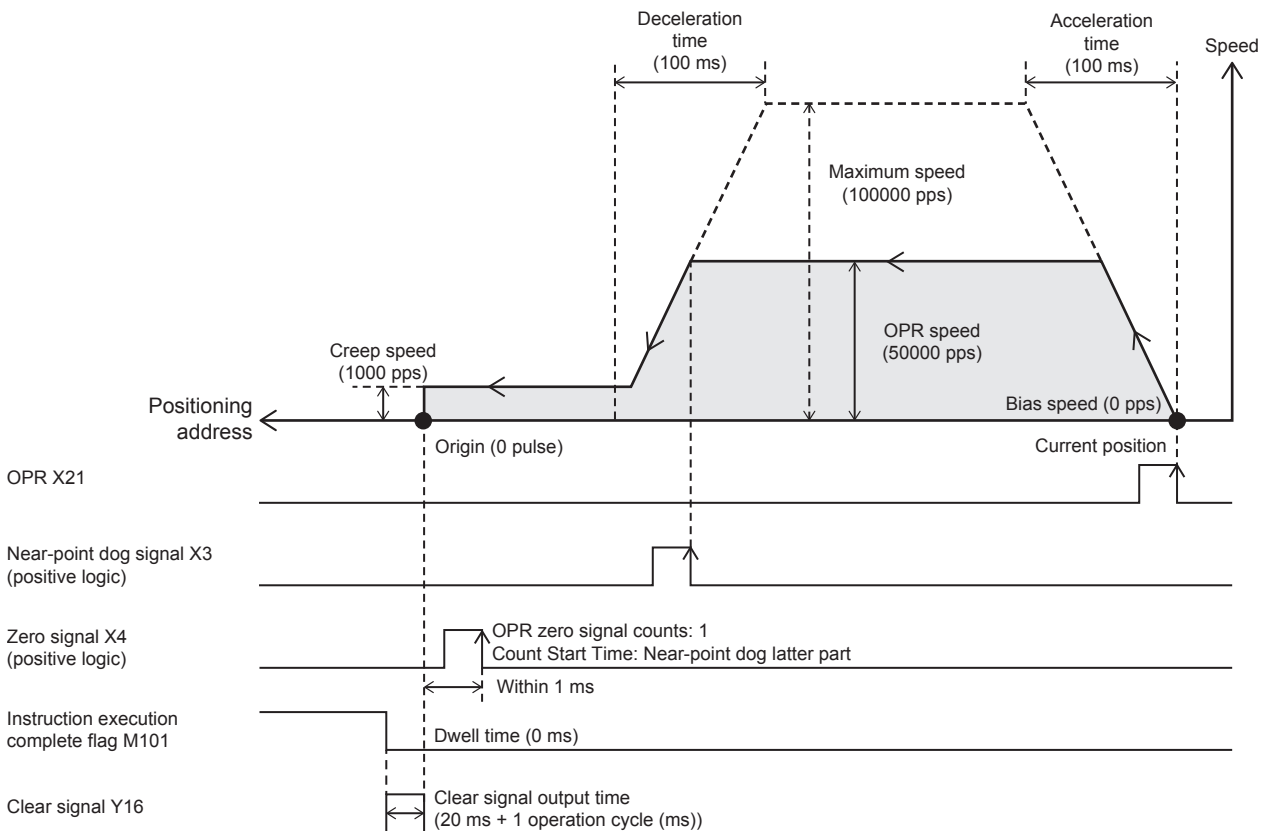 Deceleration
time
(100 ms)
Acceleration
time
(100 ms)
Speed
Maximum speed
(100000 pps)
OPR speed
(50000 pps)
Creep speed
(1000 pps)
Bias speed (0 pps)
Positioning
address
Origin (0 pulse)
Current position
OPR X21
Near-point dog signal X3
(positive logic)
Zero signal X4
(positive logic)
OPR zero signal counts: 1
Count Start Time: Near-point dog latter part
Within 1 ms
Instruction execution
complete flag M101
Dwell time (0 ms)
Clear signal Y16
Clear signal output time
(20 ms + 1 operation cycle (ms))